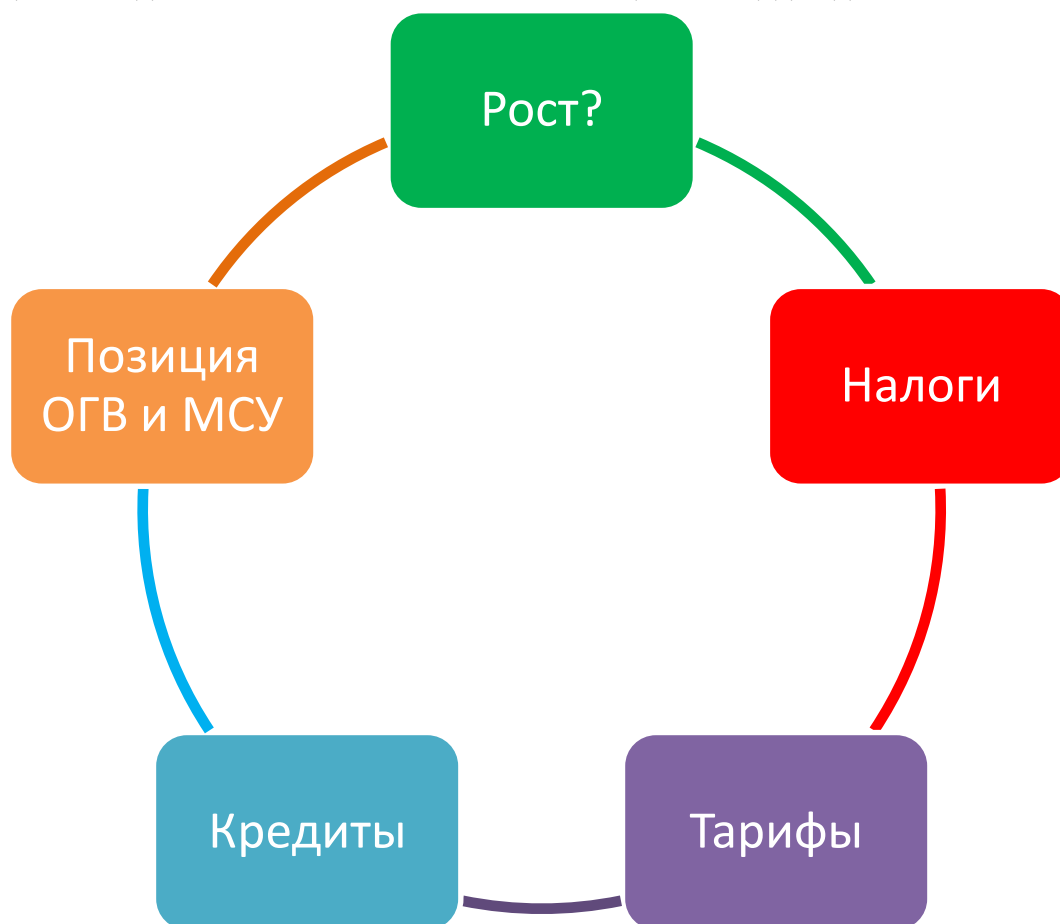 Рост?
Налоги
Тарифы
Кредиты
Позиция
ОГВ и МСУ